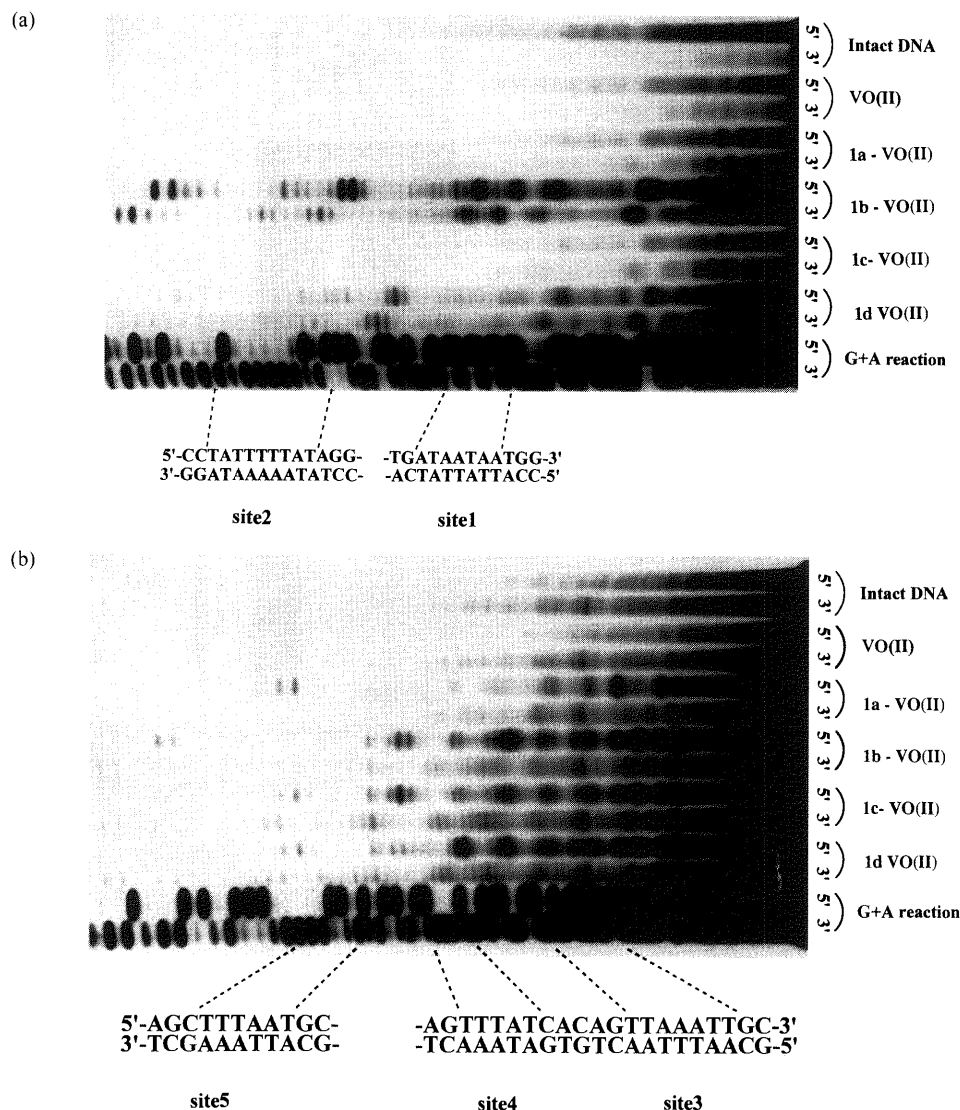 (a)
5' 3' Intact DNA
5' 3' VO(II)
5' 3' 1a - VO(II)
5' 3' 1b - VO(II)
5' 3' 1c- VO(II)
5' 3' 1d VO(II)
5' 3' G+A reaction
5'-CCTATTTTTATAGG- -TGATAATAATGG-3'
3'-GGATAAAAATATCC- -ACTATTATTACC-5'
site2 site1
(b)
5' 3' Intact DNA
5' 3' VO(II)
5' 3' 1a - VO(II)
5' 3' 1b - VO(II)
5' 3' 1c- VO(II)
5' 3' 1d VO(II)
5' 3' G+A reaction
5'-AGCTTTAATGC- -AGTTTATCACAGTTAAATTGC-3'
3'-TCGAAATTACG- -TCAAATAGTGTCAATTTAACG-5'
site5 site4 site3